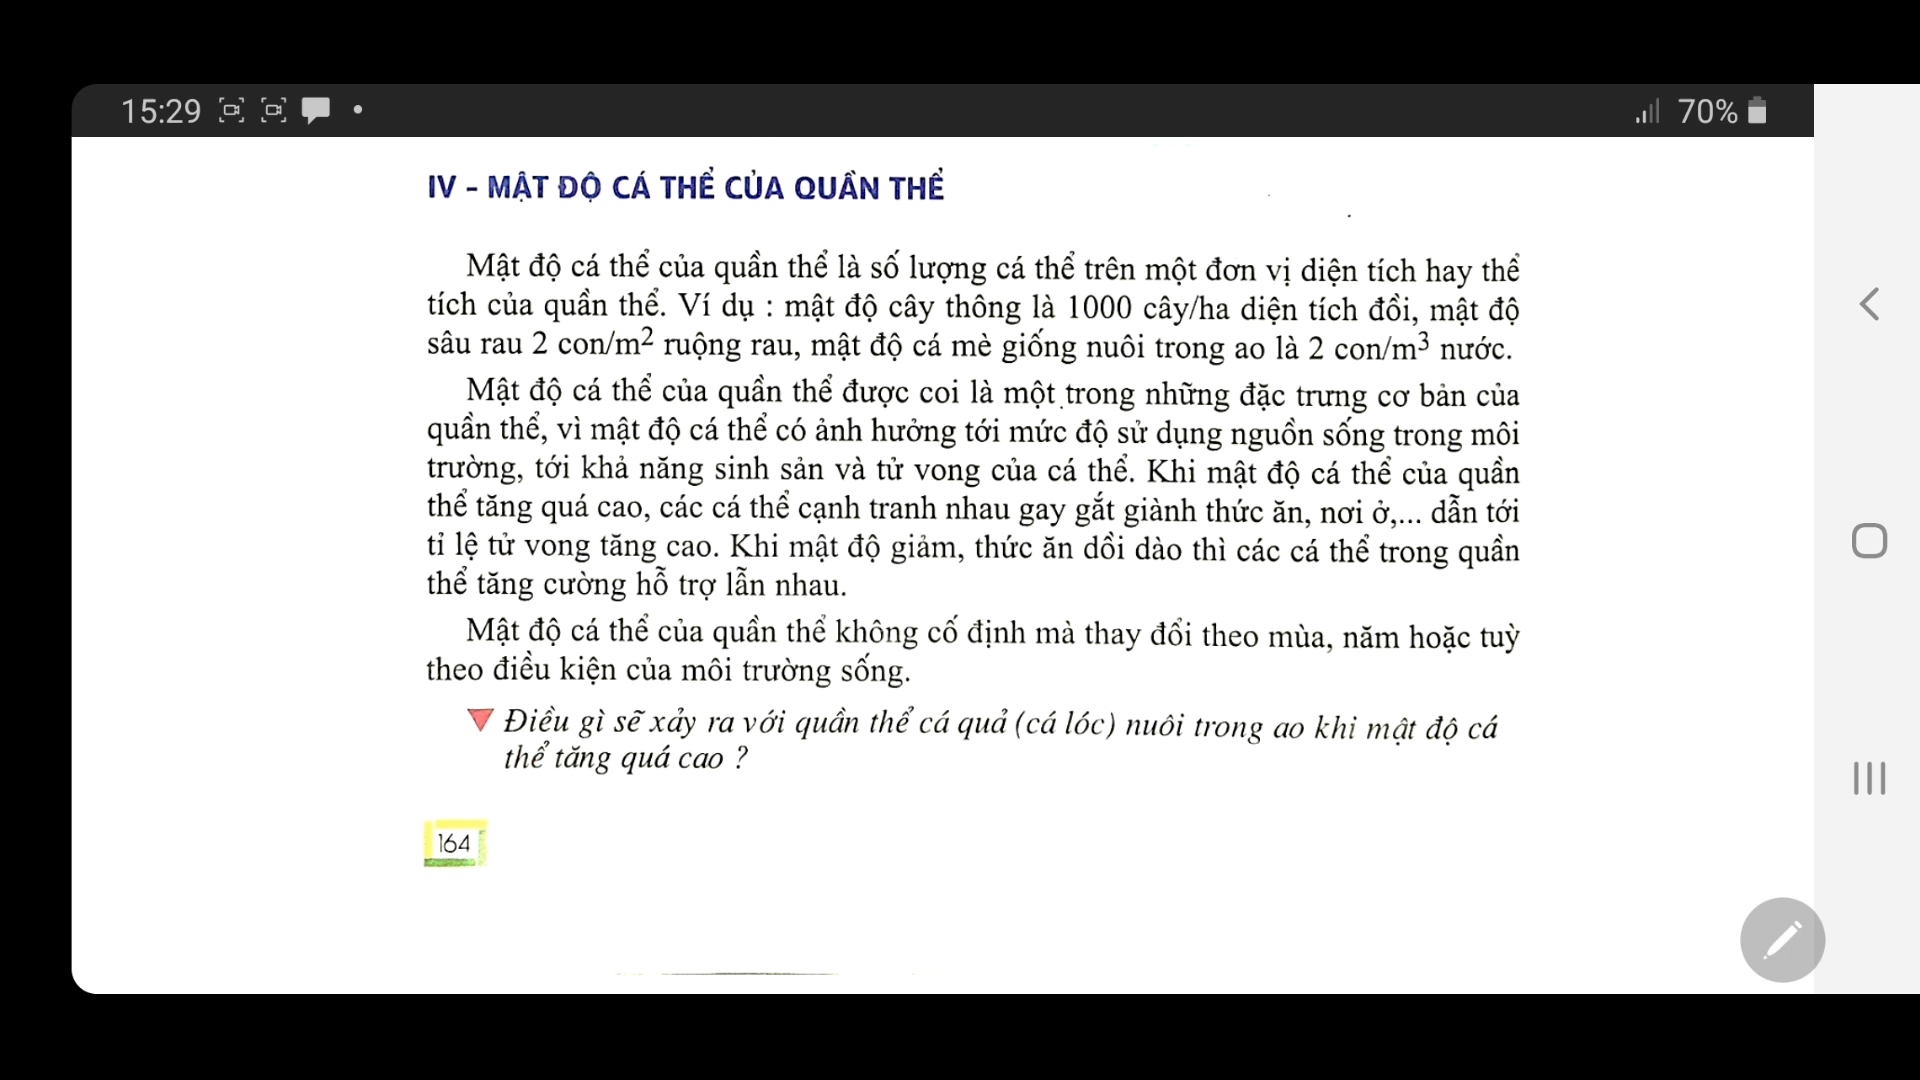 15:29
70%
IV – MẬT ĐỘ CÁ THỂ CỦA QUẦN THỂ
Mật độ cá thể của quần thể là số lượng cá thể trên một đơn vị diện tích hay thể
tích của quần thể. Ví dụ : mật độ cây thông là 1000 cây/ha diện tích đồi, mật độ
sâu rau 2 con/m² ruộng rau, mật độ cá mè giống nuôi trong ao là 2 con/m³ nước.
Mật độ cá thể của quần thể được coi là một trong những đặc trưng cơ bản của
quần thể, vì mật độ cá thể có ảnh hưởng tới mức độ sử dụng nguồn sống trong môi
trường, tới khả năng sinh sản và tử vong của cá thể. Khi mật độ cá thể của quần
thể tăng quá cao, các cá thể cạnh tranh nhau gay gắt giành thức ăn, nơi ở,... dẫn tới
tỉ lệ tử vong tăng cao. Khi mật độ giảm, thức ăn dồi dào thì các cá thể trong quần
thể tăng cường hỗ trợ lẫn nhau.
Mật độ cá thể của quần thể không cố định mà thay đổi theo mùa, năm hoặc tuỳ
theo điều kiện của môi trường sống.
Điều gì sẽ xảy ra với quần thể cá quả (cá lóc) nuôi trong ao khi mật độ cá
thể tăng quá cao ?
164